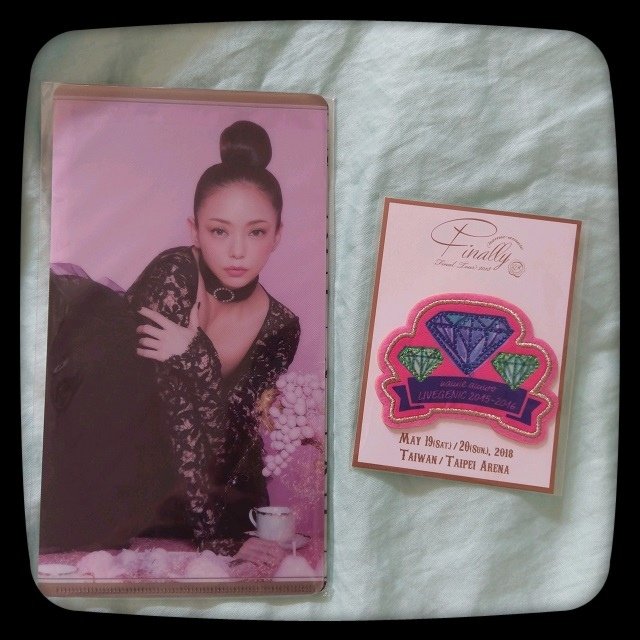 Finally
Final Tour 2018
namie amuro
LIVEGENIC 2015-2016
MAY 19(SAT.) / 20(SUN.), 2018
TAIWAN / TAIPEI ARENA